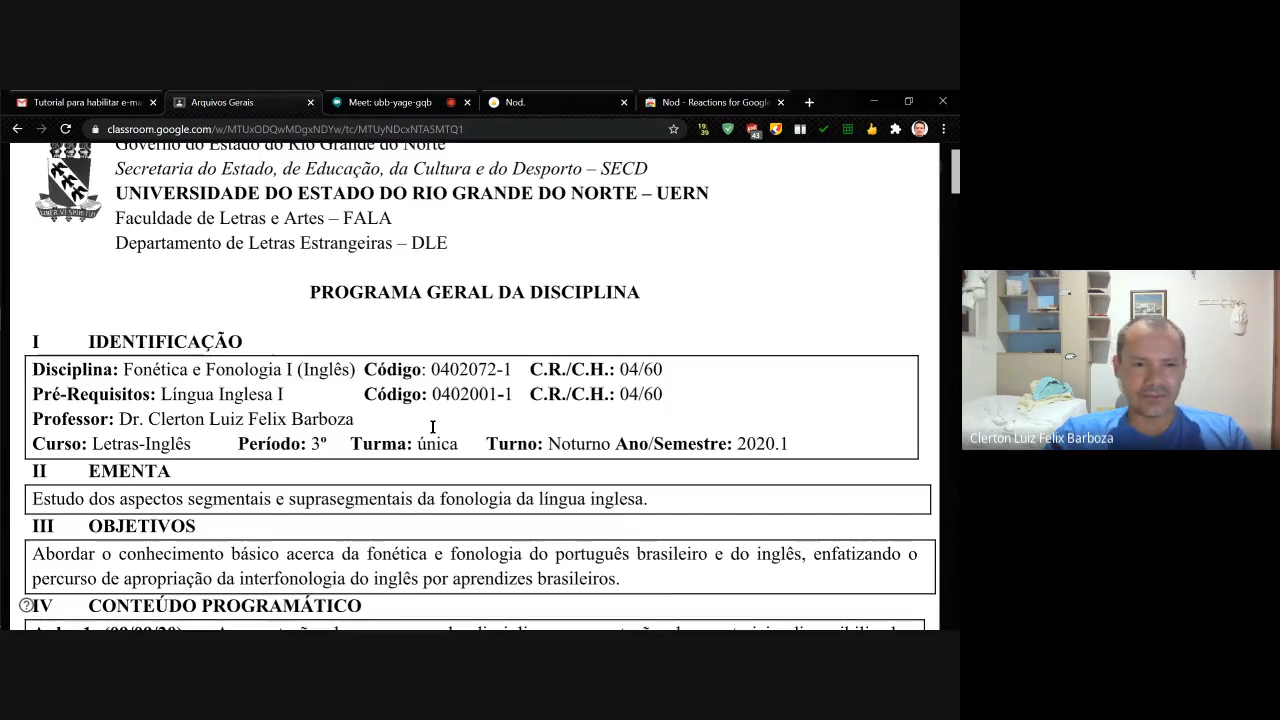 Tutorial para habilitar e-ma
Arquivos Gerais
Meet: ubb-yage-gqb
Nod.
Nod - Reactions for Google
classroom.google.com/w/MTUxODQwMDgxNDYw/tc/MTUyNDcxNTA5MTQ1
19:39
43
Governo do Estado do Rio Grande do Norte
Secretaria do Estado, de Educação, da Cultura e do Desporto – SECD
UNIVERSIDADE DO ESTADO DO RIO GRANDE DO NORTE – UERN
Faculdade de Letras e Artes – FALA
Departamento de Letras Estrangeiras – DLE
PROGRAMA GERAL DA DISCIPLINA
I IDENTIFICAÇÃO
Disciplina: Fonética e Fonologia I (Inglês) Código: 0402072-1 C.R./C.H.: 04/60
Pré-Requisitos: Língua Inglesa I Código: 0402001-1 C.R./C.H.: 04/60
Professor: Dr. Clerton Luiz Felix Barboza
Curso: Letras-Inglês Período: 3º Turma: única Turno: Noturno Ano/Semestre: 2020.1
II EMENTA
Estudo dos aspectos segmentais e suprasegmentais da fonologia da língua inglesa.
III OBJETIVOS
Abordar o conhecimento básico acerca da fonética e fonologia do português brasileiro e do inglês, enfatizando o
percurso de apropriação da interfonologia do inglês por aprendizes brasileiros.
IV CONTEÚDO PROGRAMÁTICO
Clerton Luiz Felix Barboza